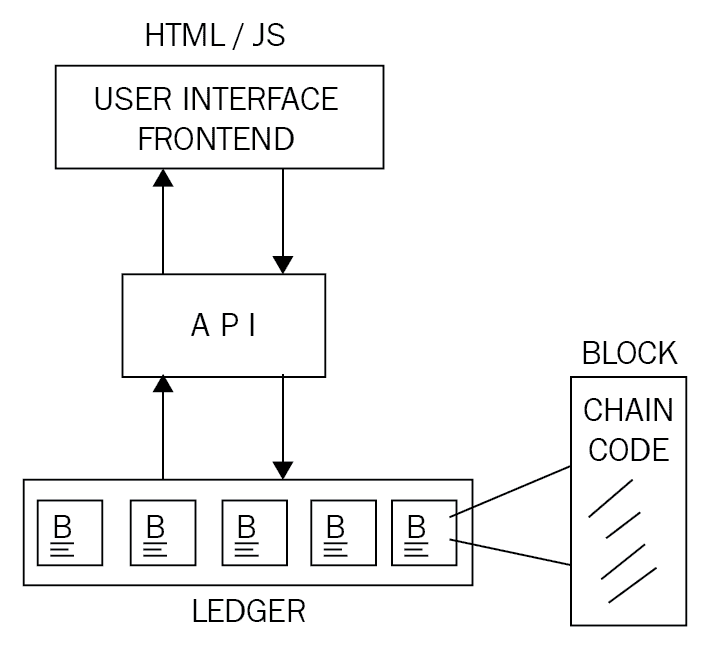 HTML / JS
USER INTERFACE
FRONTEND
A P I
BLOCK
CHAIN
CODE
B
B
B
B
B
LEDGER